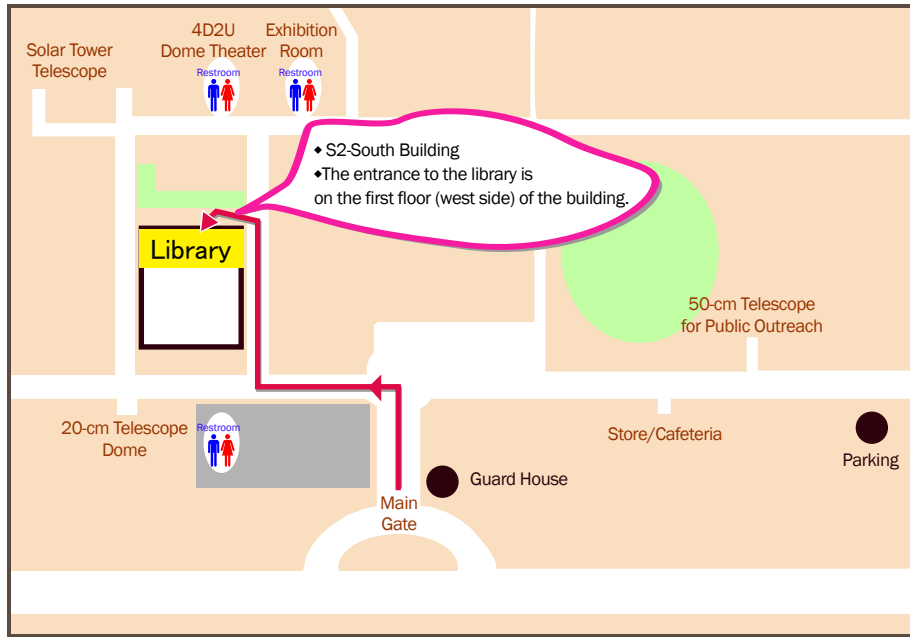 4D2U
Dome Theater
Exhibition
Room
Solar Tower
Telescope
Restroom
Restroom
◆ S2-South Building
◆The entrance to the library is
on the first floor (west side) of the building.
Library
50-cm Telescope
for Public Outreach
20-cm Telescope
Dome
Restroom
Store/Cafeteria
Parking
Guard House
Main
Gate